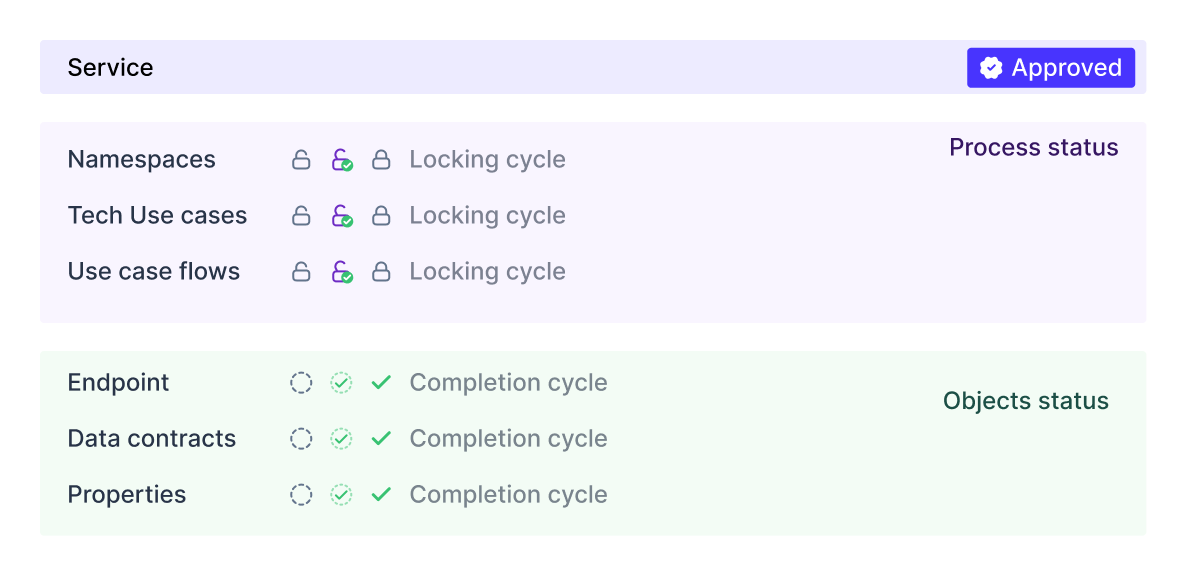 Service
Approved
Process status
Namespaces Locking cycle
Tech Use cases Locking cycle
Use case flows Locking cycle
Endpoint Completion cycle
Objects status
Data contracts Completion cycle
Properties Completion cycle